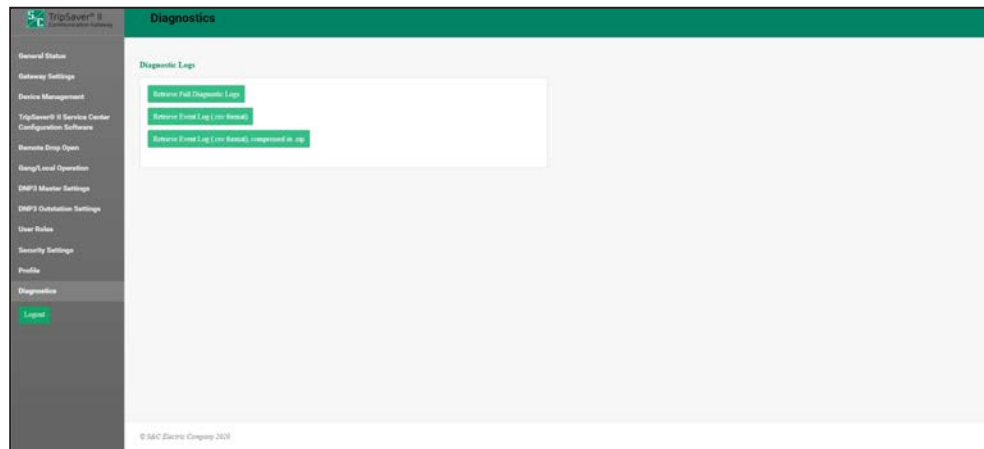 S&C TripSaver® II
Communication Gateway
Diagnostics
General Status
Gateway Settings
Device Management
TripSaver® II Service Center
Configuration Software
Remote Drop Open
Gang/Local Operation
DNP3 Master Settings
DNP3 Outstation Settings
User Roles
Security Settings
Profile
Diagnostics
Logout
Diagnostic Logs
Retrieve Full Diagnostic Logs
Retrieve Event Log (.csv format)
Retrieve Event Log (.csv format), compressed in .zip
© S&C Electric Company 2020